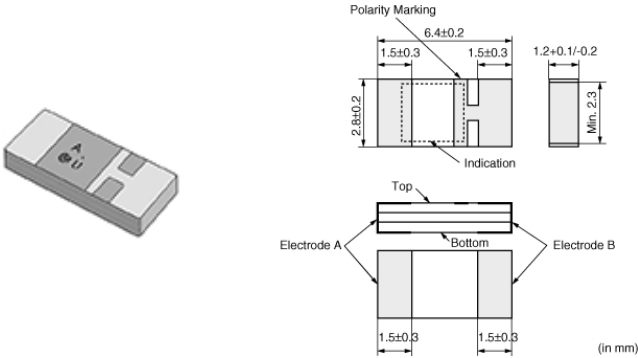 Polarity Marking
6.4±0.2
1.5±0.3
1.5±0.3
1.2+0.1/-0.2
2.8±0.2
Min. 2.3
Indication
A.
U
Top
Electrode A
Bottom
Electrode B
1.5±0.3
1.5±0.3
(in mm)